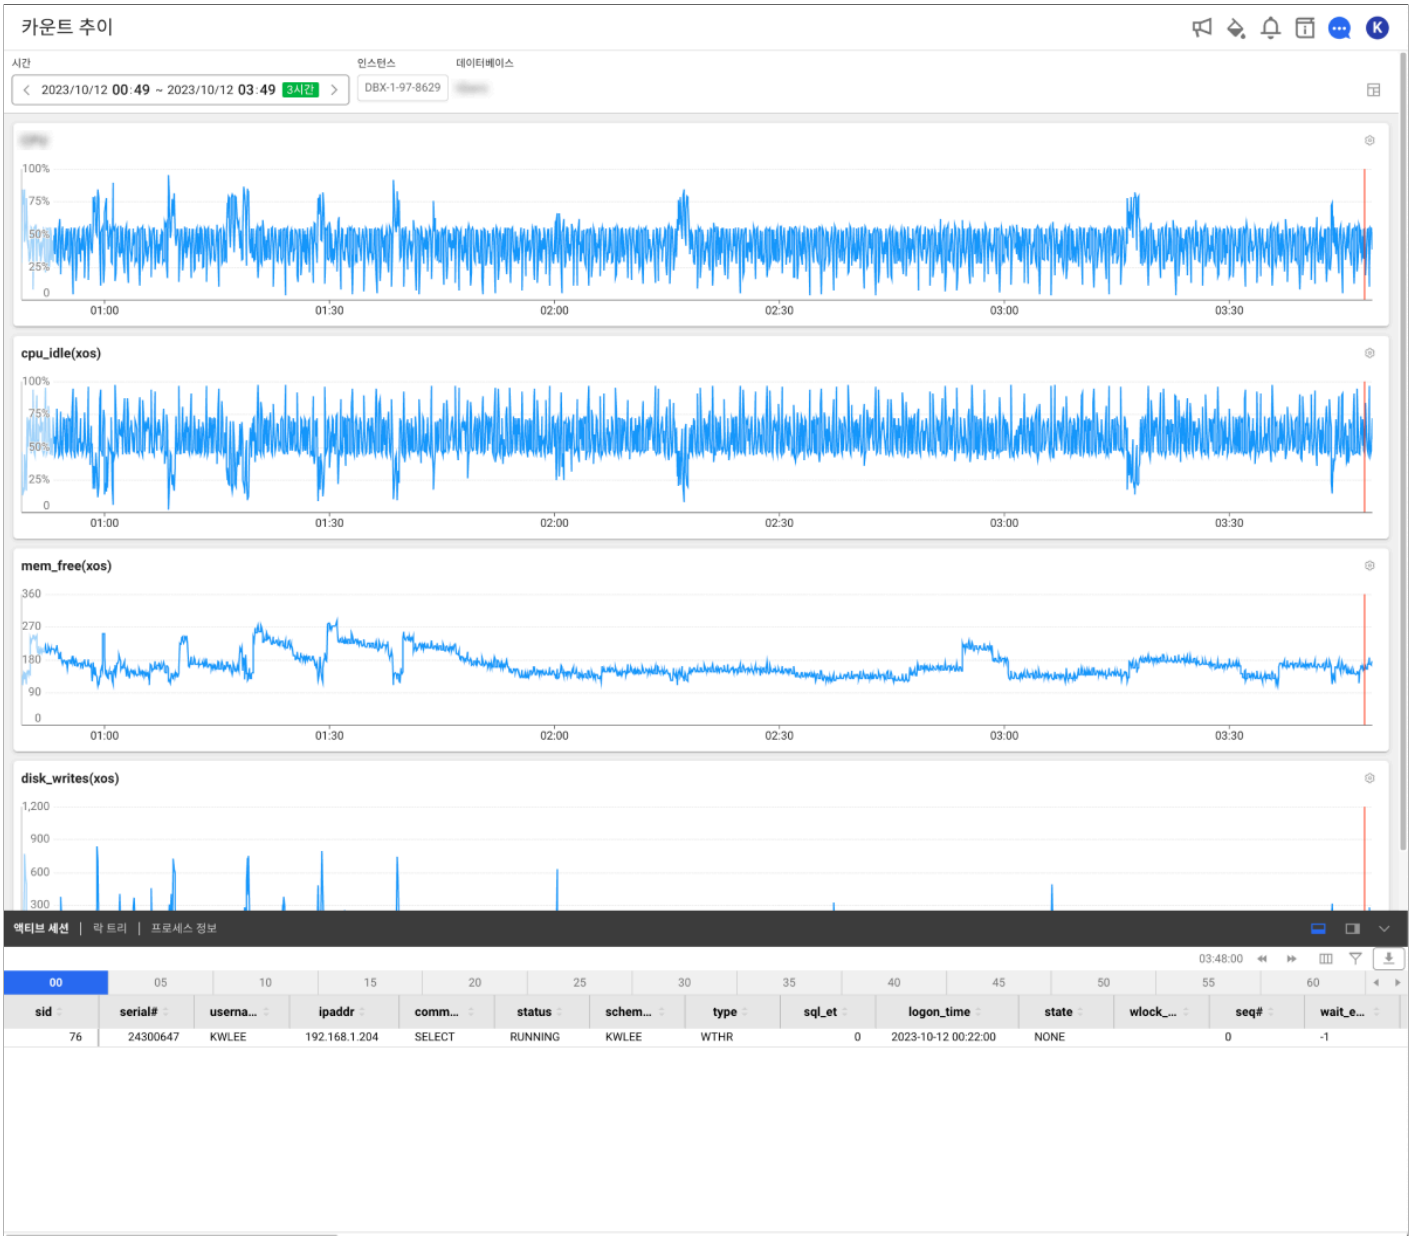 카운트 추이
K
시간
인스턴스
데이터베이스
2023/10/12 00:49 ~ 2023/10/12 03:49 3시간
DBX-1-97-8629
100%
75%
50%
25%
0
01:00 01:30 02:00 02:30 03:00 03:30
cpu_idle(xos)
100%
75%
50%
25%
0
01:00 01:30 02:00 02:30 03:00 03:30
mem_free(xos)
360
270
180
90
0
01:00 01:30 02:00 02:30 03:00 03:30
disk_writes(xos)
1,200
900
600
300
액티브 세션 | 락 트리 | 프로세스 정보
03:48:00
00 05 10 15 20 25 30 35 40 45 50 55 60
sid serial# userna... ipaddr comm... status schem... type sql_et logon_time state wlock_... seq# wait_e...
76 24300647 KWLEE 192.168.1.204 SELECT RUNNING KWLEE WTHR 0 2023-10-12 00:22:00 NONE 0 -1